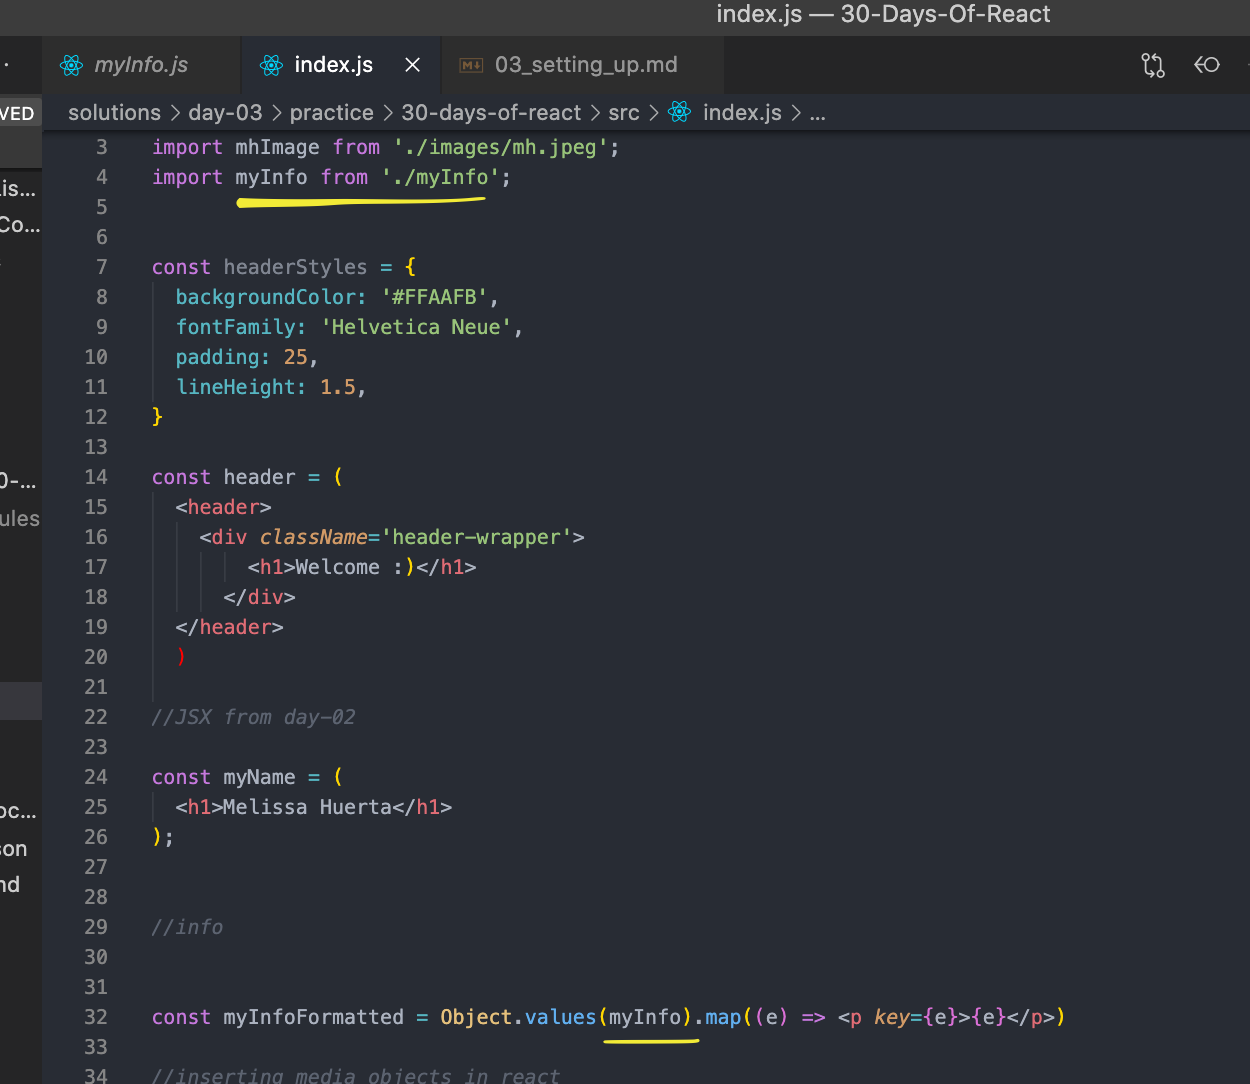 index.js — 30-Days-Of-React
myInfo.js
index.js
03_setting_up.md
VED
solutions > day-03 > practice > 30-days-of-react > src > index.js > ...
is...
Co...
0-...
ules
oc...
son
nd
3 import mhImage from './images/mh.jpeg';
4 import myInfo from './myInfo';
5
6
7 const headerStyles = {
8 backgroundColor: '#FFAAFB',
9 fontFamily: 'Helvetica Neue',
10 padding: 25,
11 lineHeight: 1.5,
12 }
13
14 const header = (
15 <header>
16 <div className='header-wrapper'>
17 <h1>Welcome :)</h1>
18 </div>
19 </header>
20 )
21
22 //JSX from day-02
23
24 const myName = (
25 <h1>Melissa Huerta</h1>
26 );
27
28
29 //info
30
31
32 const myInfoFormatted = Object.values(myInfo).map((e) => <p key={e}>{e}</p>)
33
34 //inserting media objects in react